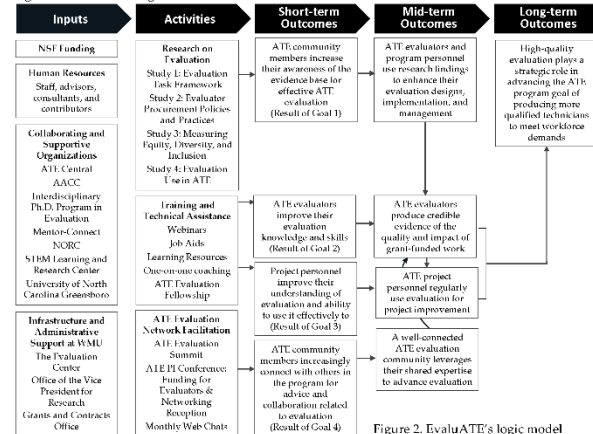 Inputs
Activities
Short-term
Outcomes
Mid-term
Outcomes
Long-term
Outcomes
NSF Funding
Human Resources
Staff, advisors,
consultants, and
contributors
Collaborating and
Supportive
Organizations
ATE Central
AACC
Interdisciplinary
Ph.D. Program in
Evaluation
Mentor-Connect
NORC
STEM Learning and
Research Center
University of North
Carolina Greensboro
Infrastructure and
Administrative
Support at WMU
The Evaluation
Center
Office of the Vice
President for
Research
Grants and Contracts
Office
Research on
Evaluation
Study 1: Evaluation
Task Framework
Study 2: Evaluator
Procurement Policies
and Practices
Study 3: Measuring
Equity, Diversity, and
Inclusion
Study 4: Evaluation
Use in ATE
Training and
Technical Assistance
Webinars
Job Aids
Learning Resources
One-on-one coaching
ATE Evaluation
Fellowship
ATE Evaluation
Network Facilitation
ATE Evaluation
Summit
ATE PI Conference:
Funding for
Evaluators &
Networking
Reception
Monthly Web Chats
ATE community
members increase
their awareness of the
evidence base for
effective ATE
evaluation
(Result of Goal 1)
ATE evaluators
improve their
evaluation
knowledge and skills
(Result of Goal 2)
Project personnel
improve their
understanding of
evaluation and ability
to use it effectively to
(Result of Goal 3)
ATE community
members increasingly
connect with others in
the program for
advice and
collaboration related
to evaluation
(Result of Goal 4)
ATE evaluators and
program personnel
use research findings
to enhance their
evaluation designs,
implementation, and
management
ATE evaluators
produce credible
evidence of the
quality and impact of
grant-funded work
ATE project
personnel regularly
use evaluation for
project improvement
A well-connected
ATE evaluation
community leverages
their shared expertise
to advance evaluation
High-quality
evaluation plays a
strategic role in
advancing the ATE
program goal of
producing more
qualified technicians
to meet workforce
demands
Figure 2. EvaluATE's logic model